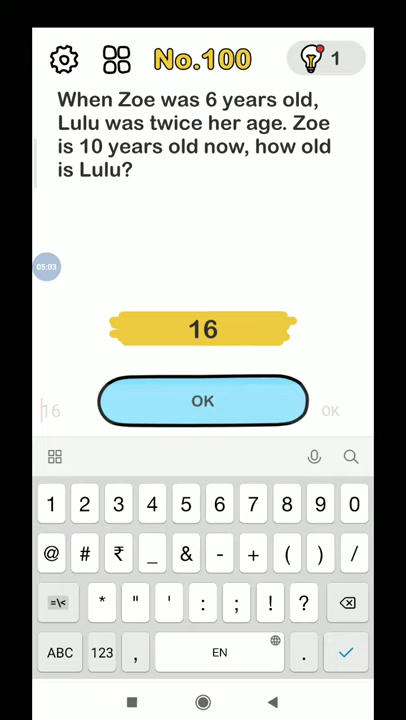 No.100
1
When Zoe was 6 years old,
Lulu was twice her age. Zoe
is 10 years old now, how old
is Lulu?
05:03
16
OK
16
OK
1 2 3 4 5 6 7 8 9 0
@ # ₹ _ & - + ( ) /
=\< * " ' : ; ! ?
ABC 123 , EN .